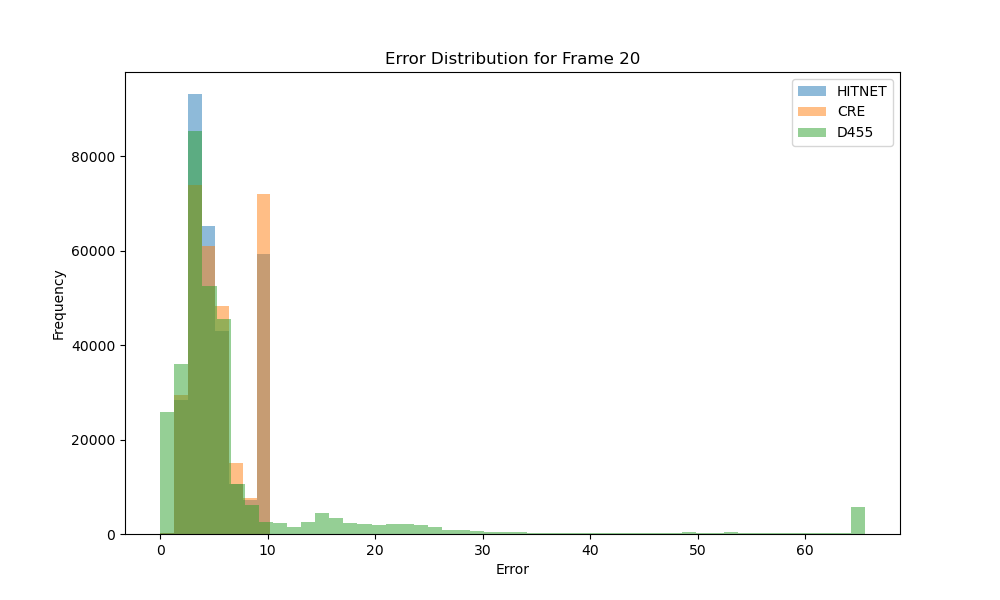 Error Distribution for Frame 20
HITNET
CRE
D455
80000
60000
40000
20000
0
Frequency
0 10 20 30 40 50 60
Error